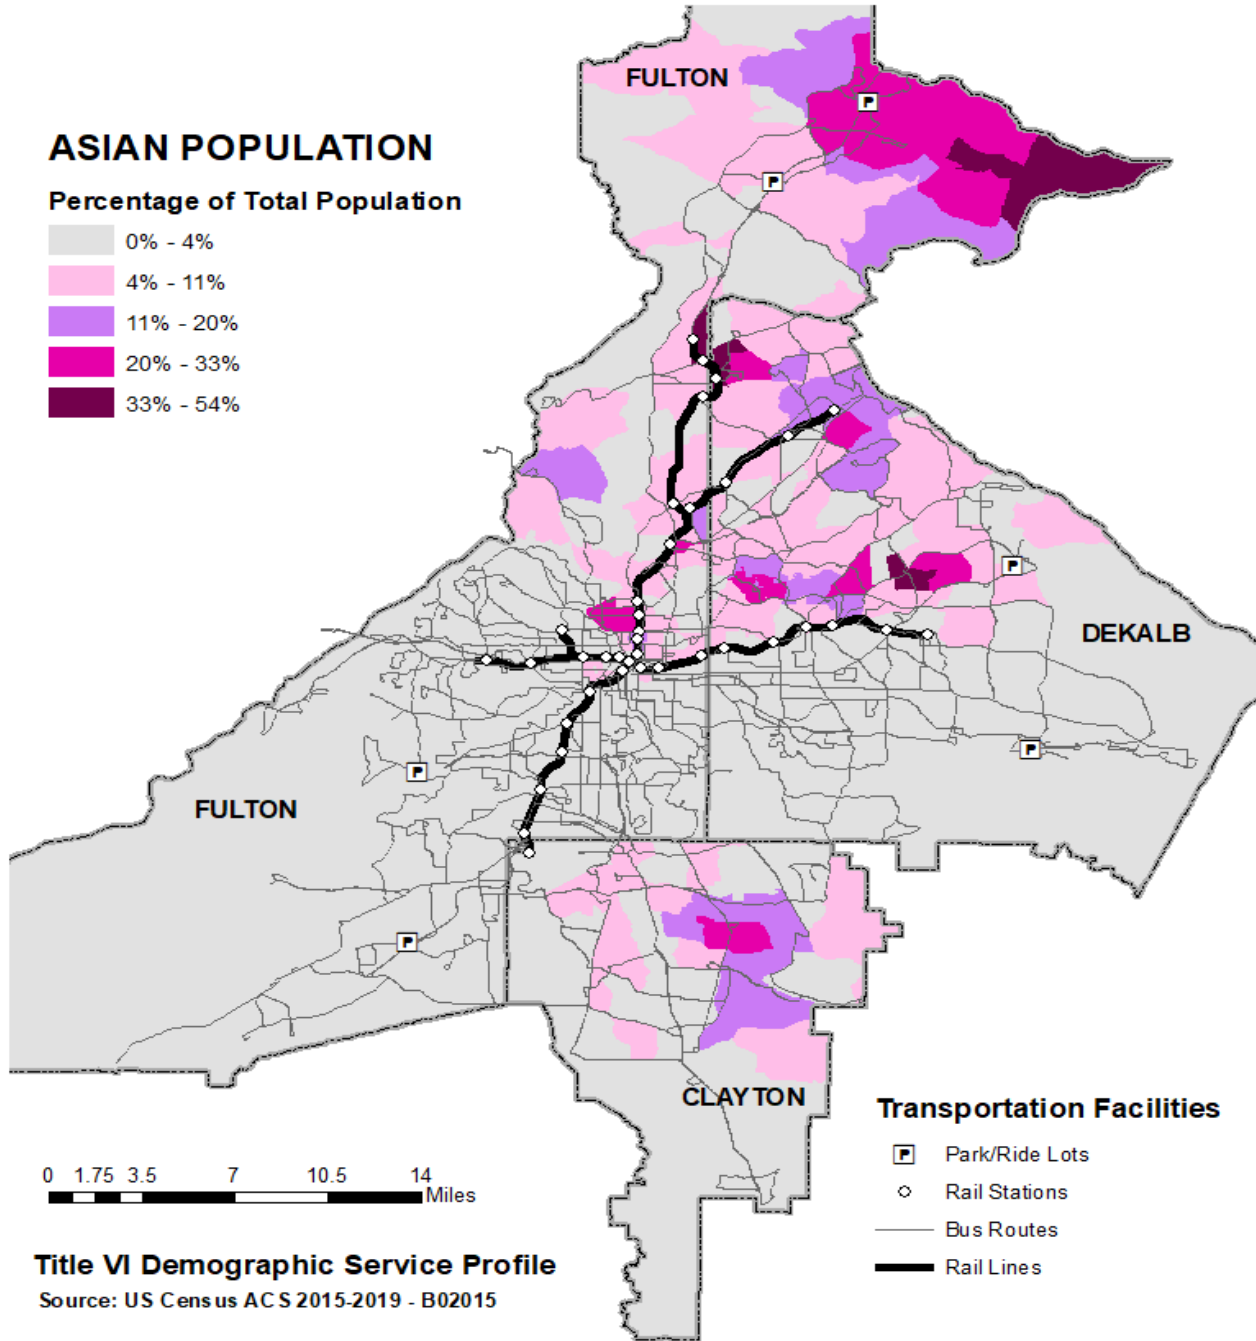 FULTON
ASIAN POPULATION
Percentage of Total Population
0% - 4%
4% - 11%
11% - 20%
20% - 33%
33% - 54%
P
P
P
DEKALB
P
P
FULTON
P
CLAYTON
Transportation Facilities
P Park/Ride Lots
Rail Stations
Bus Routes
Rail Lines
0 1.75 3.5 7 10.5 14
Miles
Title VI Demographic Service Profile
Source: US Census ACS 2015-2019 - B02015